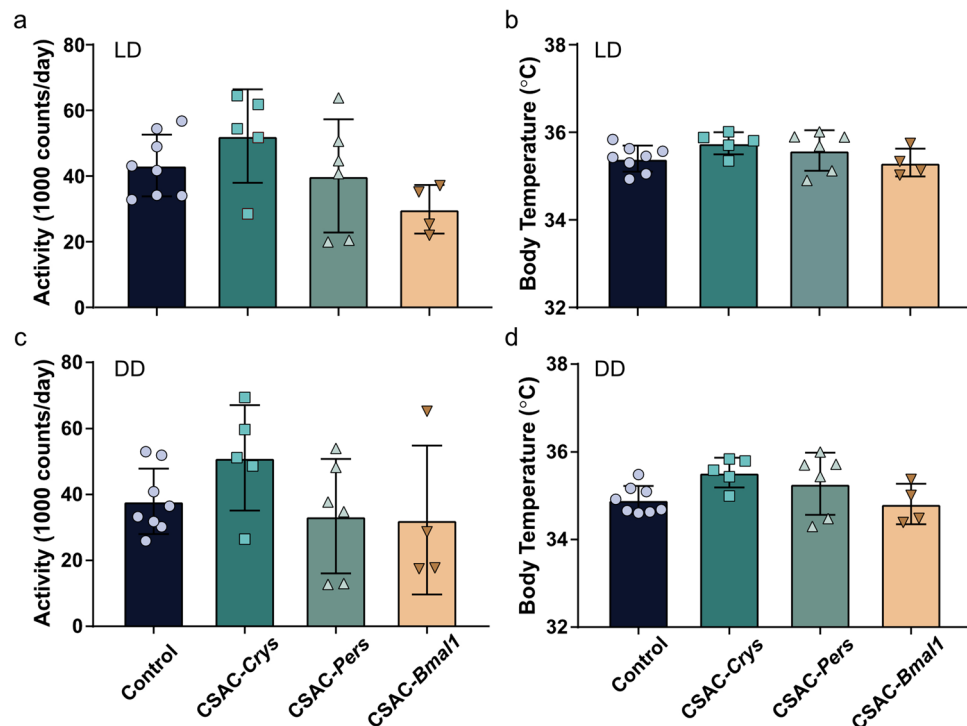 a
LD
Activity (1000 counts/day)
80
60
40
20
0
b
LD
Body Temperature (°C)
38
36
34
32
c
DD
Activity (1000 counts/day)
80
60
40
20
0
Control
CSAC-Crys
CSAC-Pers
CSAC-Bmal1
d
DD
Body Temperature (°C)
38
36
34
32
Control
CSAC-Crys
CSAC-Pers
CSAC-Bmal1